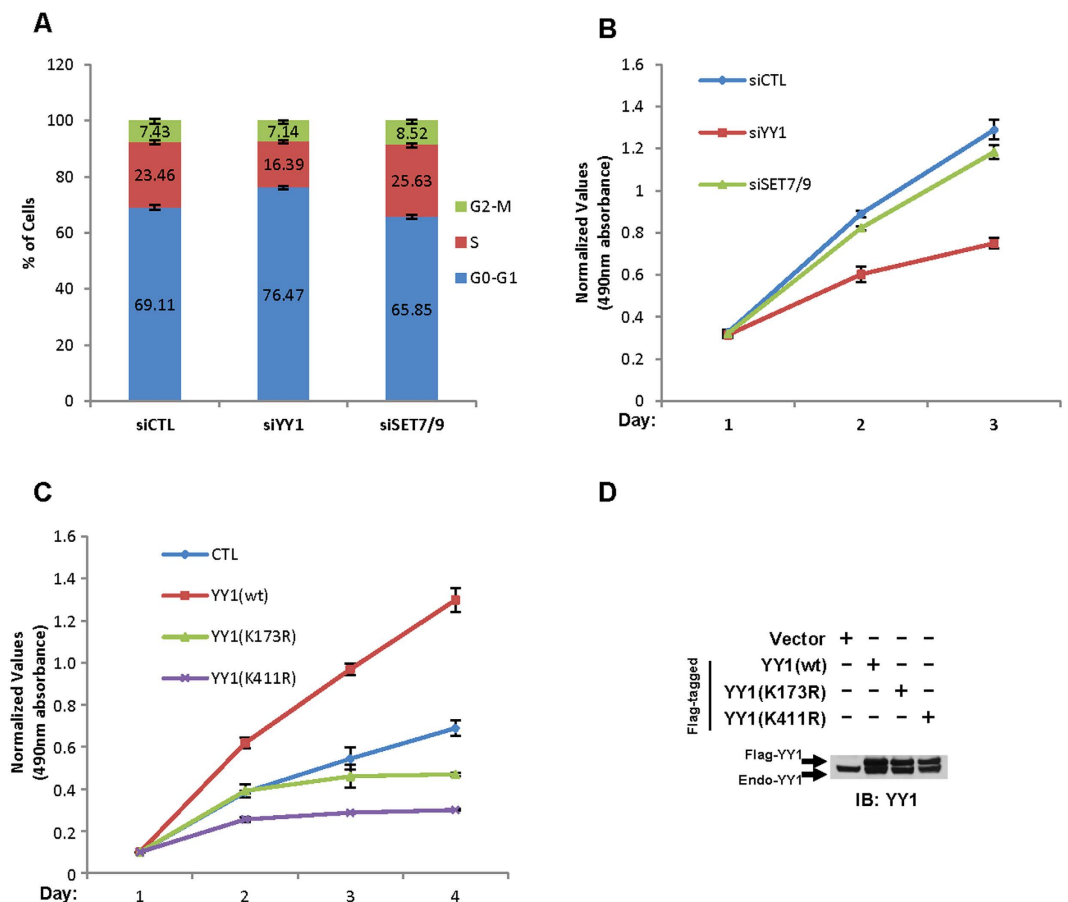 A
120
100
80
60
40
20
0
% of Cells
7.43
23.46
69.11
7.14
16.39
76.47
8.52
25.63
65.85
siCTL
siYY1
siSET7/9
G2-M
S
G0-G1
B
1.6
1.4
1.2
1
0.8
0.6
0.4
0.2
0
Normalized Values
(490nm absorbance)
siCTL
siYY1
siSET7/9
Day: 1 2 3
C
1.6
1.4
1.2
1.0
0.8
0.6
0.4
0.2
0
Normalized Values
(490nm absorbance)
CTL
YY1(wt)
YY1(K173R)
YY1(K411R)
Day: 1 2 3 4
D
Vector + – – –
Flag-tagged
YY1(wt) – + – –
YY1(K173R) – – + –
YY1(K411R) – – – +
Flag-YY1
Endo-YY1
IB: YY1